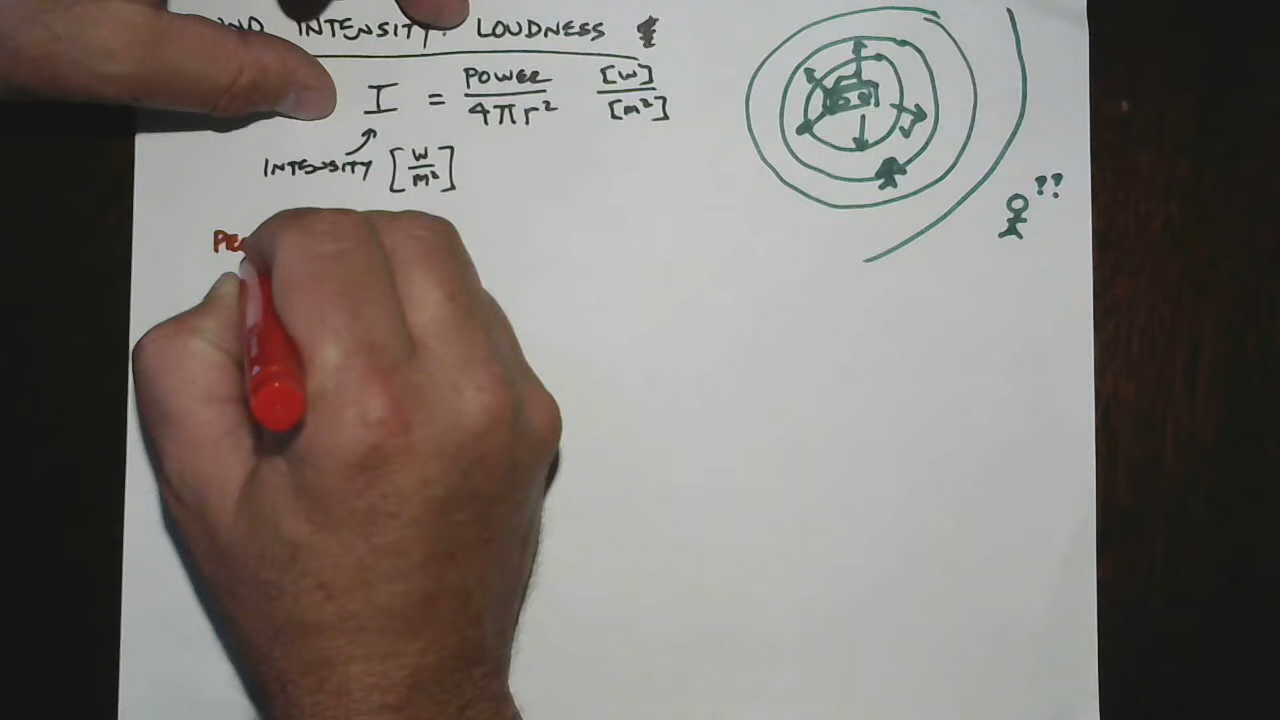 INTENSITY LOUDNESS
I = POWER / 4πr² [W] / [m²]
INTENSITY [W / m²]
??